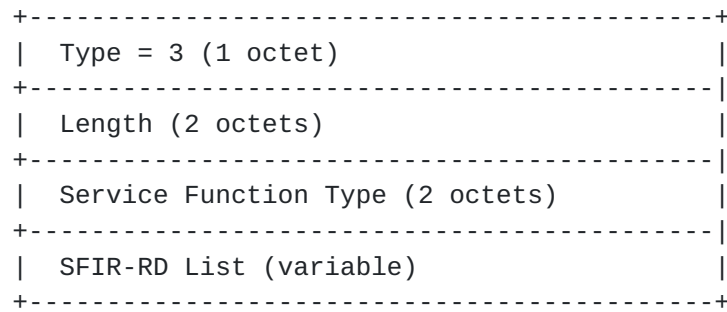 +--------------------------------------------+
|  Type = 3 (1 octet)                        |
+--------------------------------------------|
|  Length (2 octets)                         |
+--------------------------------------------|
|  Service Function Type (2 octets)          |
+--------------------------------------------|
|  SFIR-RD List (variable)                   |
+--------------------------------------------+